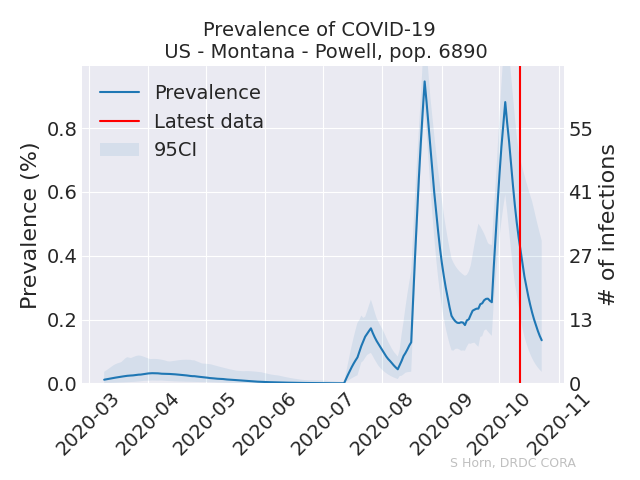 Prevalence of COVID-19
US - Montana - Powell, pop. 6890
Prevalence
Latest data
95CI
Prevalence (%)
0.8
0.6
0.4
0.2
0.0
# of infections
55
41
27
13
0
2020-03
2020-04
2020-05
2020-06
2020-07
2020-08
2020-09
2020-10
2020-11
S Horn, DRDC CORA